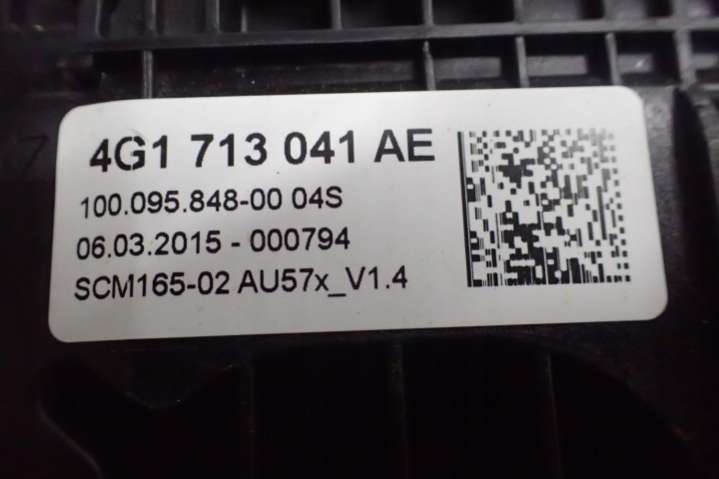 4G1 713 041 AE
100.095.848-00 04S
06.03.2015 - 000794
SCM165-02 AU57x_V1.4